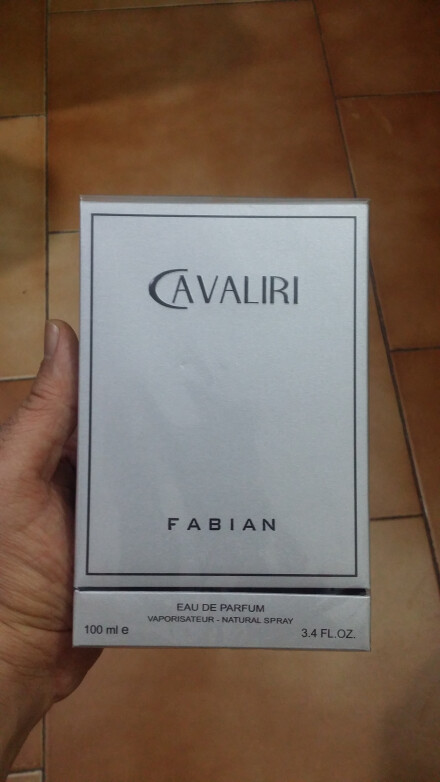 CAVALIRI
FABIAN
EAU DE PARFUM
VAPORISATEUR - NATURAL SPRAY
100 ml e 3.4 FL.OZ.